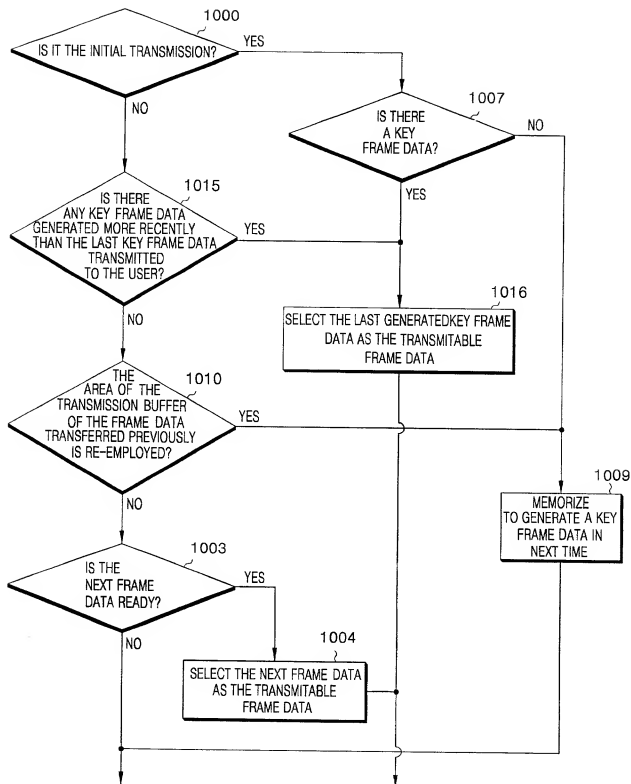 1000
IS IT THE INITIAL TRANSMISSION?
YES
NO
1007
IS THERE
A KEY
FRAME DATA?
NO
YES
1015
IS THERE
ANY KEY FRAME DATA
GENERATED MORE RECENTLY
THAN THE LAST KEY FRAME DATA
TRANSMITTED
TO THE USER?
YES
NO
1016
SELECT THE LAST GENERATEDKEY FRAME
DATA AS THE TRANSMITABLE
FRAME DATA
1010
THE
AREA OF THE
TRANSMISSION BUFFER
OF THE FRAME DATA
TRANSFERRED PREVIOUSLY
IS RE-EMPLOYED?
YES
NO
1009
MEMORIZE
TO GENERATE A KEY
FRAME DATA IN
NEXT TIME
1003
IS THE
NEXT FRAME
DATA READY?
YES
NO
1004
SELECT THE NEXT FRAME DATA
AS THE TRANSMITABLE
FRAME DATA